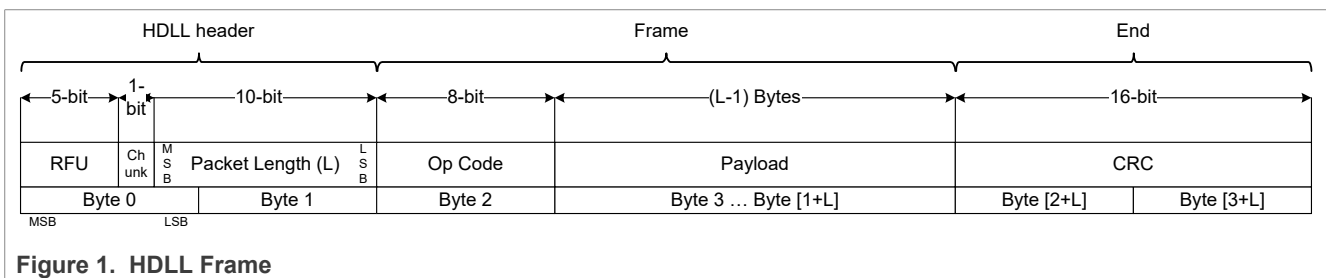 HDLL header Frame End
5-bit 1-bit 10-bit 8-bit (L-1) Bytes 16-bit
RFU Ch unk MSB Packet Length (L) LSB Op Code Payload CRC
Byte 0 Byte 1 Byte 2 Byte 3 … Byte [1+L] Byte [2+L] Byte [3+L]
MSB LSB
Figure 1. HDLL Frame